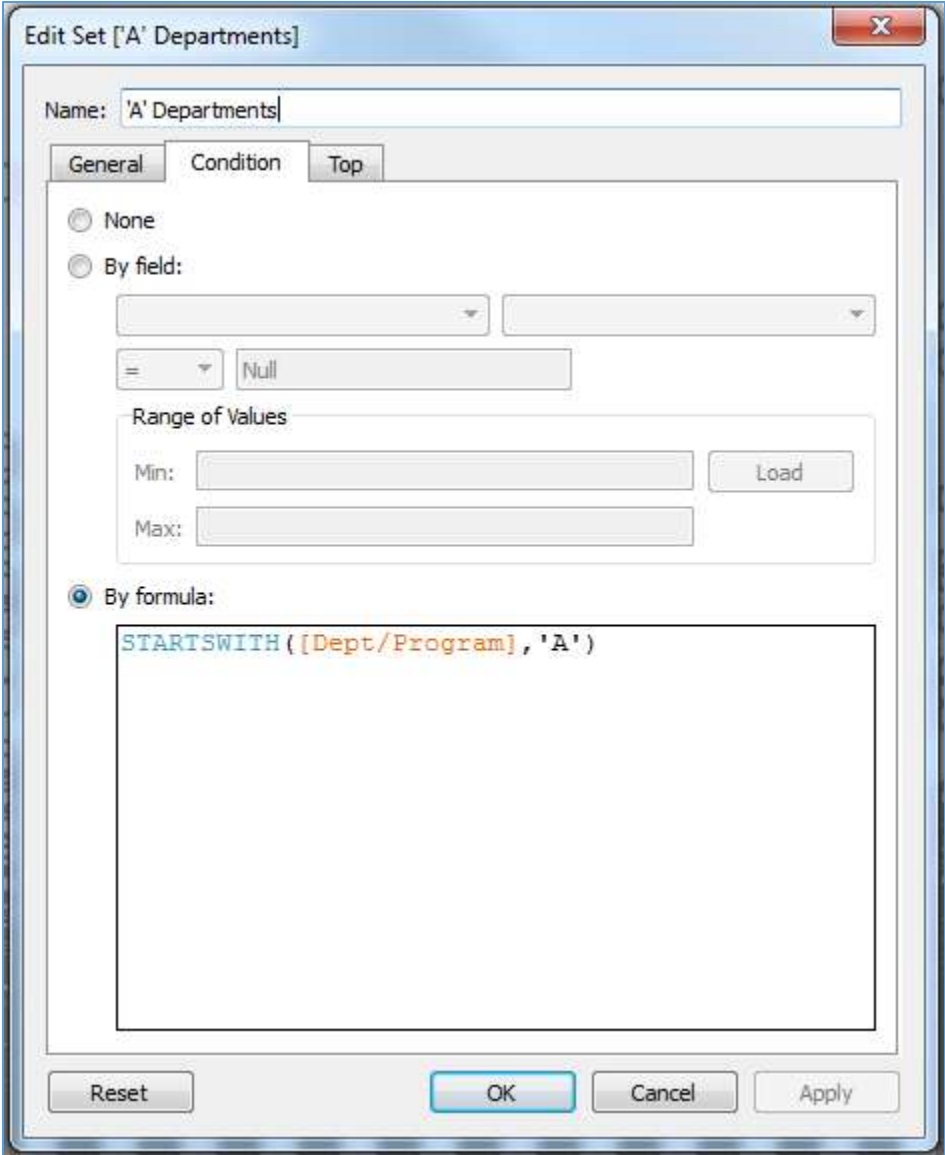 Edit Set ['A' Departments]
X
Name: 'A' Departments
General Condition Top
None
By field:
= Null
Range of Values
Min: Load
Max:
By formula:
STARTSWITH([Dept/Program],'A')
Reset OK Cancel Apply